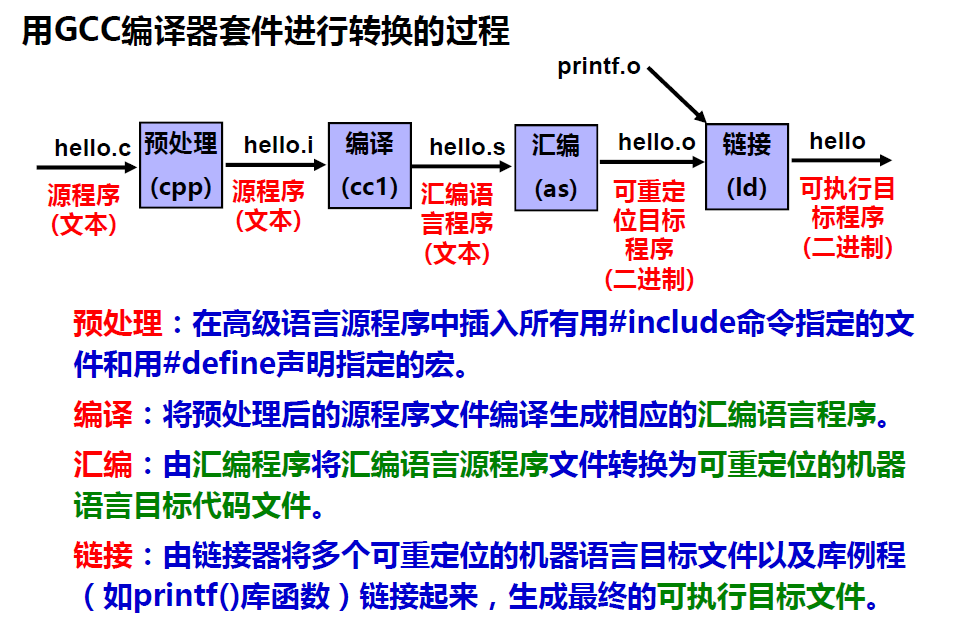 用GCC编译器套件进行转换的过程
printf.o
hello.c
预处理
(cpp)
hello.i
编译
(cc1)
hello.s
汇编
(as)
hello.o
链接
(ld)
hello
源程序
(文本)
源程序
(文本)
汇编语
言程序
(文本)
可重定
位目标
程序
(二进制)
可执行目
标程序
(二进制)
预处理：在高级语言源程序中插入所有用#include命令指定的文
件和用#define声明指定的宏。
编译：将预处理后的源程序文件编译生成相应的汇编语言程序。
汇编：由汇编程序将汇编语言源程序文件转换为可重定位的机器
语言目标代码文件。
链接：由链接器将多个可重定位的机器语言目标文件以及库例程
（如printf()库函数）链接起来，生成最终的可执行目标文件。